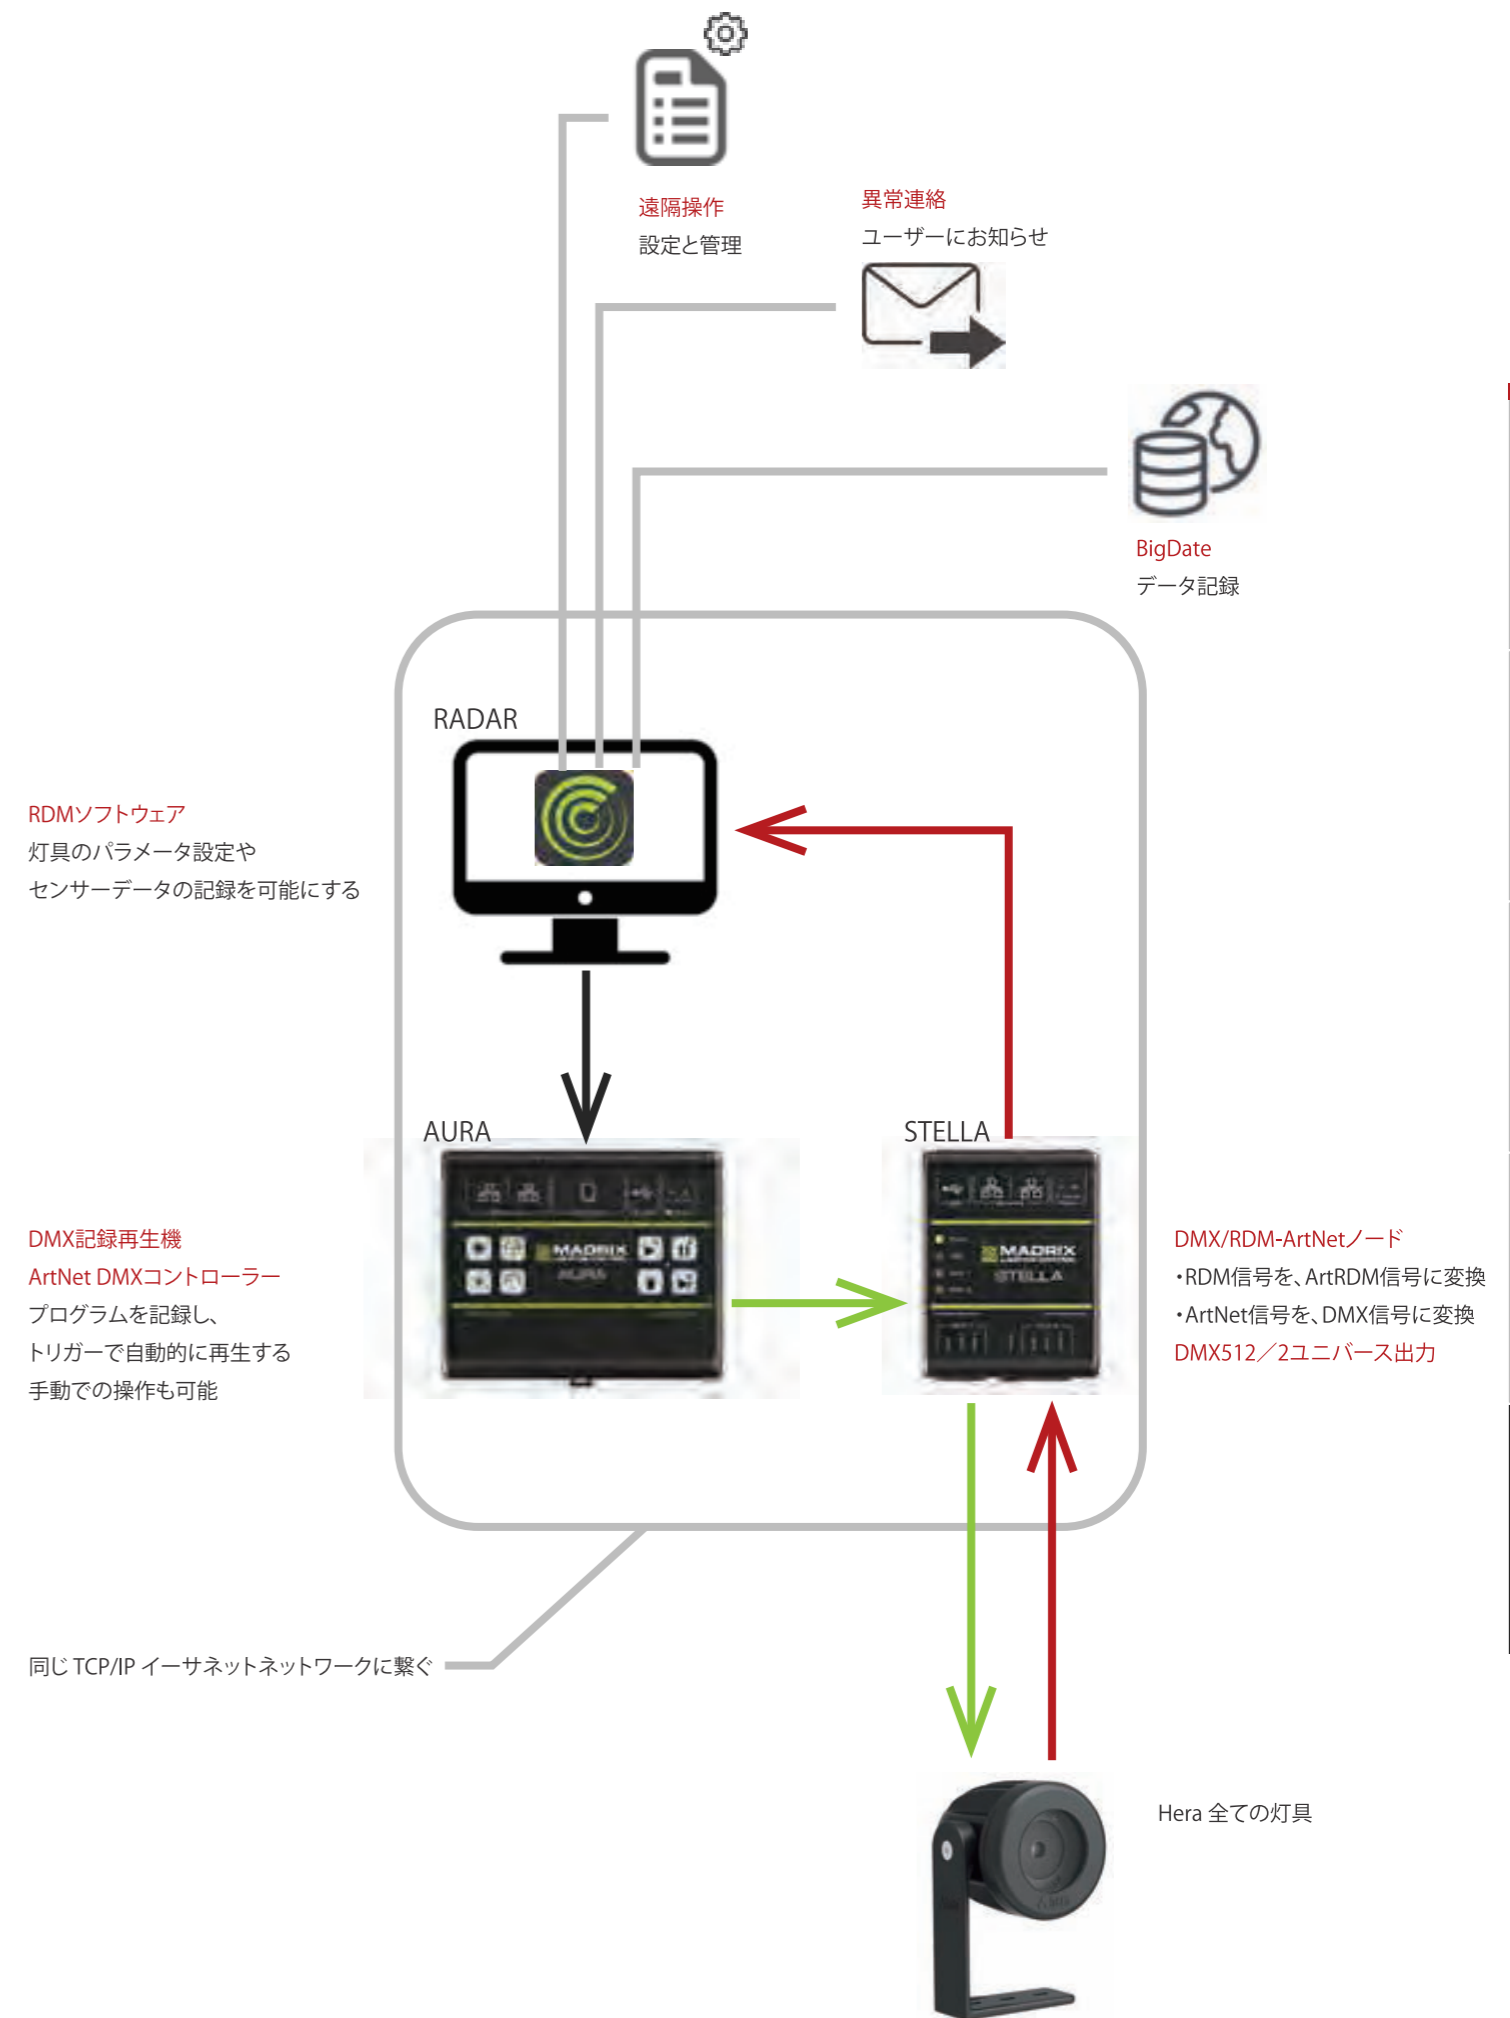 遠隔操作
設定と管理
異常連絡
ユーザーにお知らせ
BigDate
データ記録
RADAR
RDMソフトウェア
灯具のパラメータ設定や
センサーデータの記録を可能にする
AURA
STELLA
MADRIX
AURA
MADRIX
STELLA
DMX記録再生機
ArtNet DMXコントローラー
プログラムを記録し、
トリガーで自動的に再生する
手動での操作も可能
DMX/RDM-ArtNetノード
・RDM信号を、ArtRDM信号に変換
・ArtNet信号を、DMX信号に変換
DMX512／2ユニバース出力
同じ TCP/IP イーサネットネットワークに繋ぐ
Hera 全ての灯具